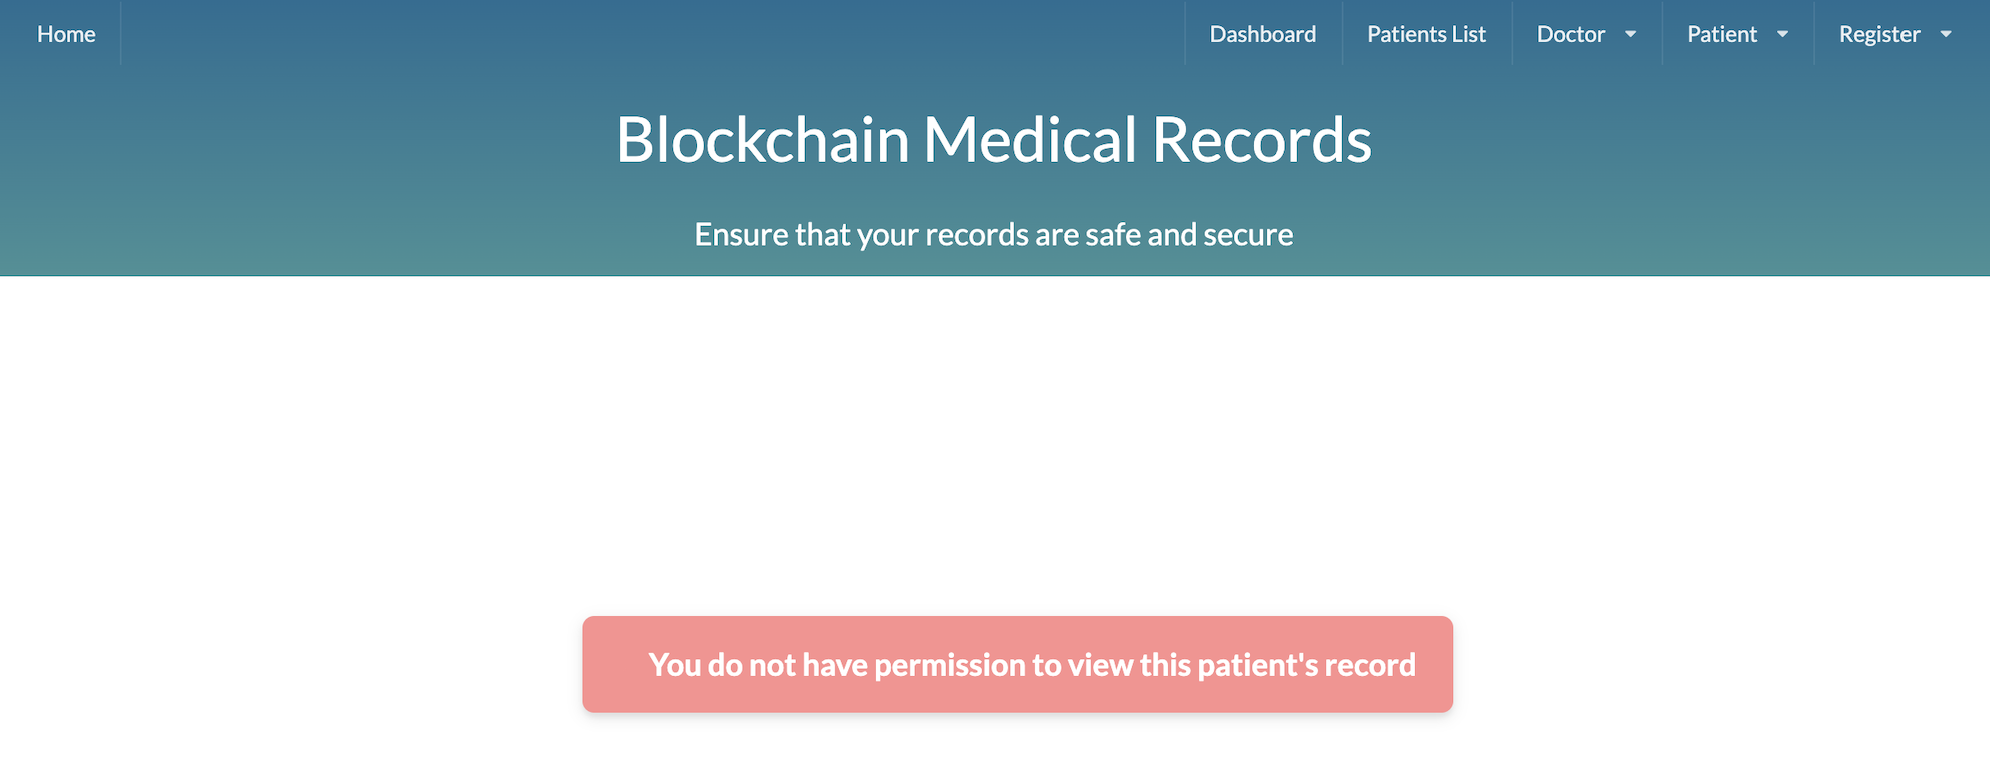 Home Dashboard Patients List Doctor Patient Register
Blockchain Medical Records
Ensure that your records are safe and secure
You do not have permission to view this patient's record